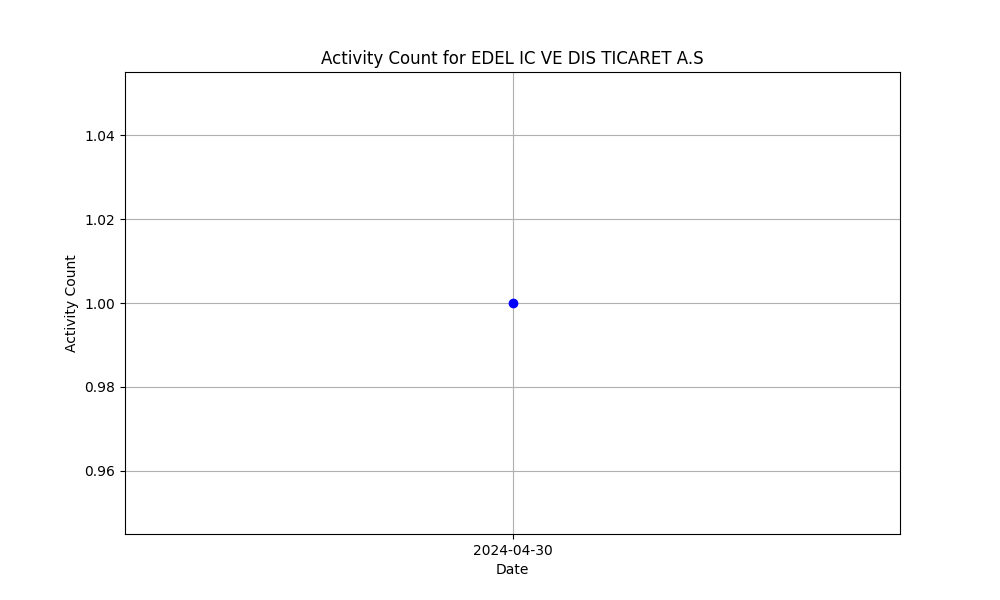 Activity Count for EDEL IC VE DIS TICARET A.S
1.04
1.02
1.00
0.98
0.96
Activity Count
2024-04-30
Date